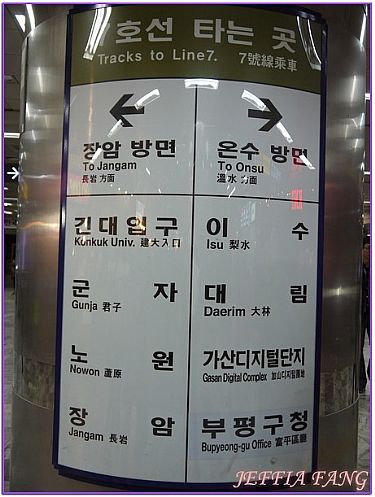 7호선 타는 곳
Tracks to Line7. 7號線乘車
← →
장암 방면 온수 방면
To Jangam To Onsu
長岩 方面 溫水 方面
건대입구 이 수
Konkuk Univ. 建大入口 Isu 梨水
군 자 대 림
Gunja 君子 Daerim 大林
노 원 가산디지털단지
Nowon 蘆原 Gasan Digital Complex 加山디지털團地
장 암 부평구청
Jangam 長岩 Bupyeong-gu Office 富平區廳
JEFFIA FANG